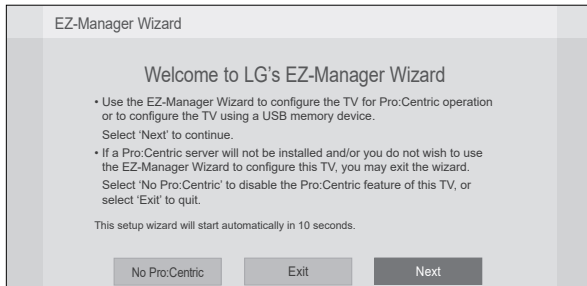 EZ-Manager Wizard
Welcome to LG's EZ-Manager Wizard
• Use the EZ-Manager Wizard to configure the TV for Pro:Centric operation
or to configure the TV using a USB memory device.
Select ‘Next’ to continue.
• If a Pro:Centric server will not be installed and/or you do not wish to use
the EZ-Manager Wizard to configure this TV, you may exit the wizard.
Select ‘No Pro:Centric’ to disable the Pro:Centric feature of this TV, or
select ‘Exit’ to quit.
This setup wizard will start automatically in 10 seconds.
No Pro:Centric Exit Next